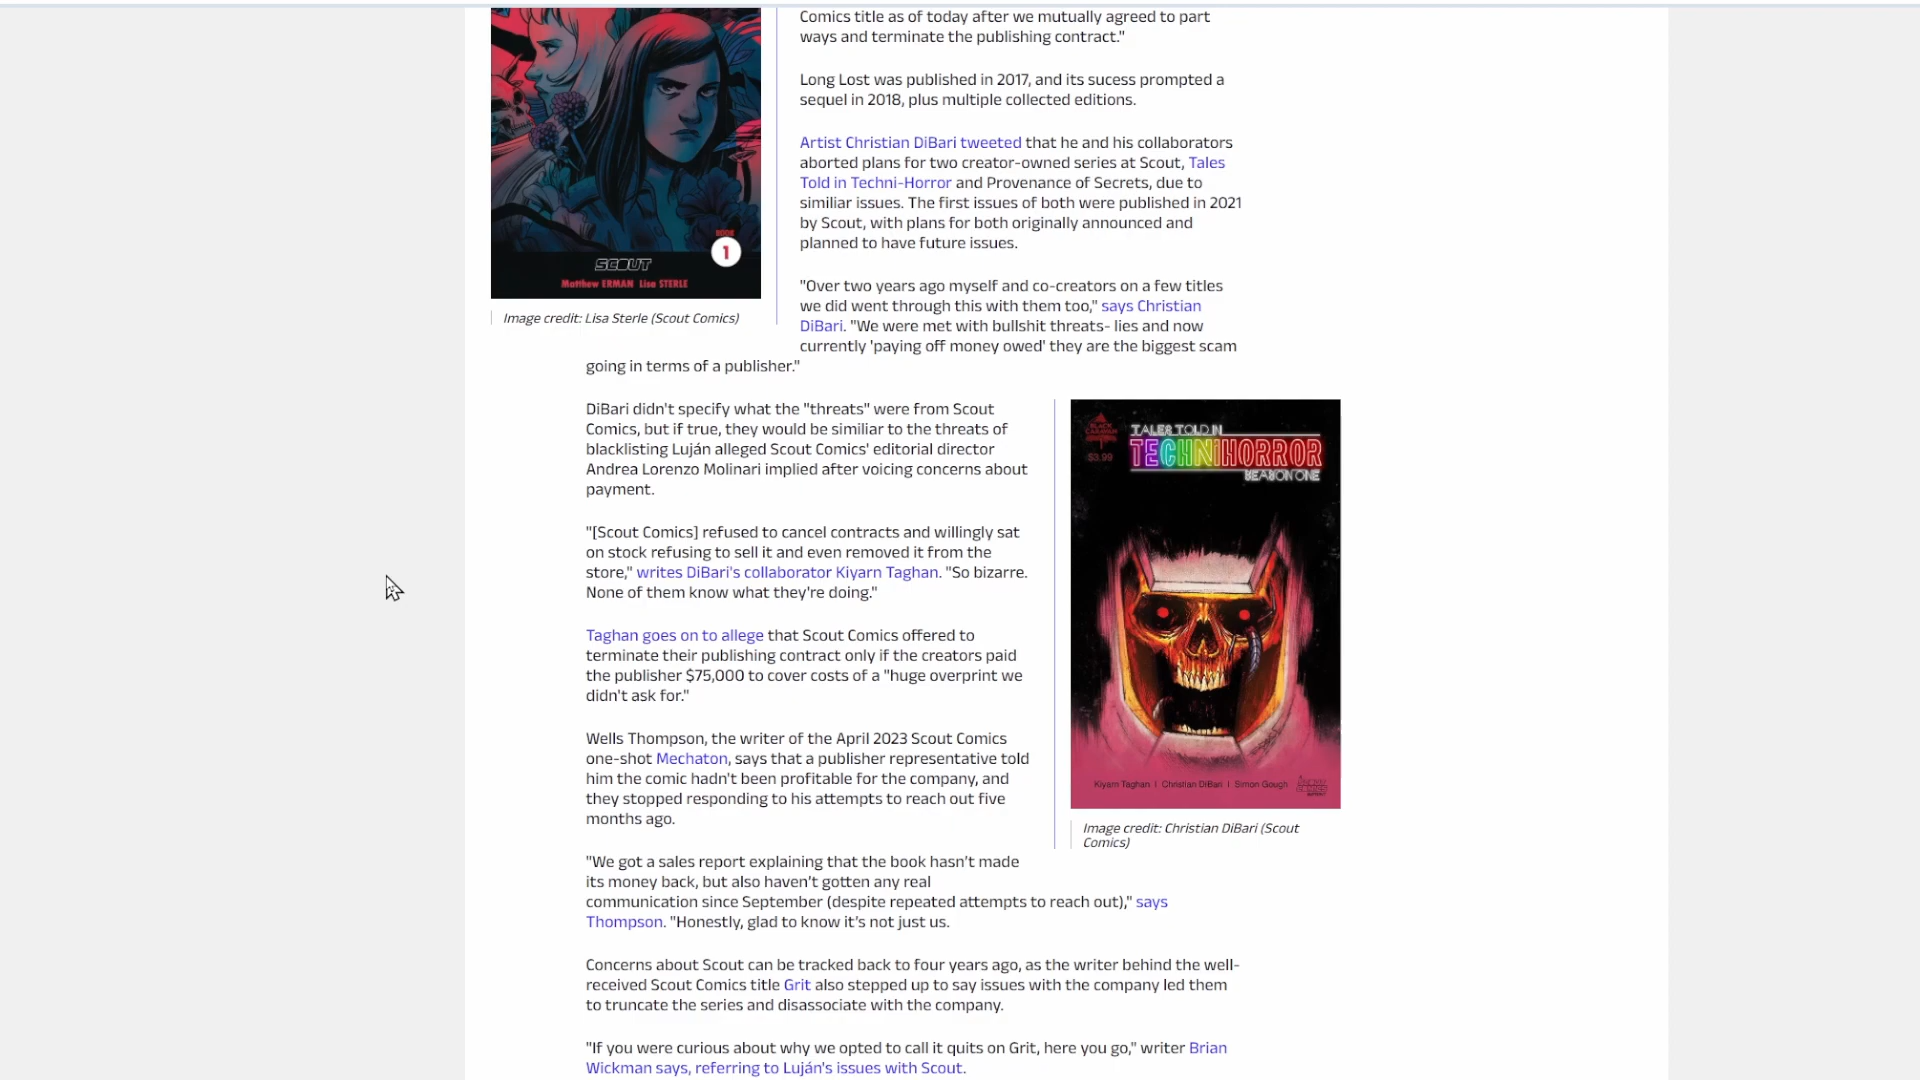 Comics title as of today after we mutually agreed to part
ways and terminate the publishing contract."
Long Lost was published in 2017, and its sucess prompted a
sequel in 2018, plus multiple collected editions.
Artist Christian DiBari tweeted that he and his collaborators
aborted plans for two creator-owned series at Scout, Tales
Told in Techni-Horror and Provenance of Secrets, due to
similiar issues. The first issues of both were published in 2021
by Scout, with plans for both originally announced and
planned to have future issues.
"Over two years ago myself and co-creators on a few titles
we did went through this with them too," says Christian
DiBari. "We were met with bullshit threats- lies and now
currently 'paying off money owed' they are the biggest scam
going in terms of a publisher."
BOOK
1
SCOUT
Matthew ERMAN Lisa STERLE
Image credit: Lisa Sterle (Scout Comics)
DiBari didn't specify what the "threats" were from Scout
Comics, but if true, they would be similiar to the threats of
blacklisting Luján alleged Scout Comics' editorial director
Andrea Lorenzo Molinari implied after voicing concerns about
payment.
"[Scout Comics] refused to cancel contracts and willingly sat
on stock refusing to sell it and even removed it from the
store," writes DiBari's collaborator Kiyarn Taghan. "So bizarre.
None of them know what they're doing."
Taghan goes on to allege that Scout Comics offered to
terminate their publishing contract only if the creators paid
the publisher $75,000 to cover costs of a "huge overprint we
didn't ask for."
Wells Thompson, the writer of the April 2023 Scout Comics
one-shot Mechaton, says that a publisher representative told
him the comic hadn't been profitable for the company, and
they stopped responding to his attempts to reach out five
months ago.
"We got a sales report explaining that the book hasn’t made
its money back, but also haven’t gotten any real
communication since September (despite repeated attempts to reach out)," says
Thompson. "Honestly, glad to know it’s not just us.
BLACK
CARAVAN
$3.99
TALES TOLD IN
TECHNIHORROR
SEASON ONE
Kiyarn Taghan | Christian DiBari | Simon Gough
Image credit: Christian DiBari (Scout
Comics)
Concerns about Scout can be tracked back to four years ago, as the writer behind the well-
received Scout Comics title Grit also stepped up to say issues with the company led them
to truncate the series and disassociate with the company.
"If you were curious about why we opted to call it quits on Grit, here you go," writer Brian
Wickman says, referring to Luján's issues with Scout.